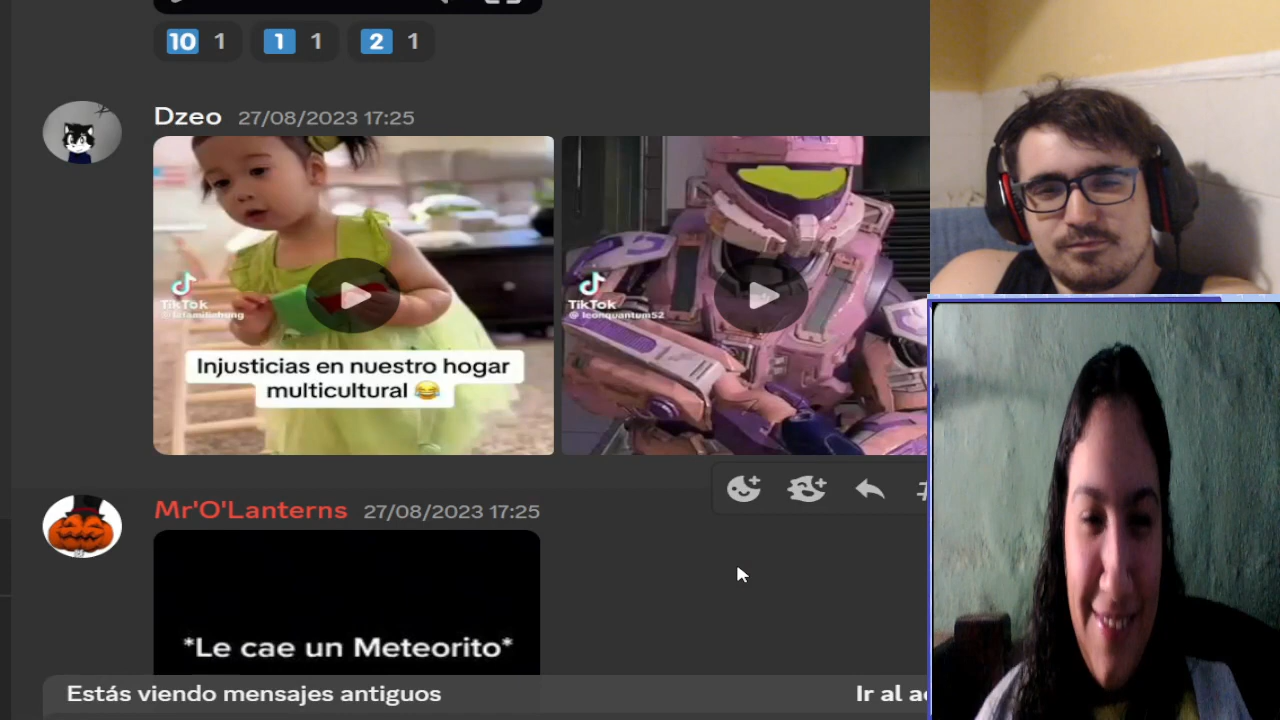 10 1 1 1 2 1
Dzeo 27/08/2023 17:25
TikTok
@lafamiliehung
TikTok
@leonquantum52
Injusticias en nuestro hogar
multicultural 😂
Mr'O'Lanterns 27/08/2023 17:25
*Le cae un Meteorito*
Estás viendo mensajes antiguos
Ir al